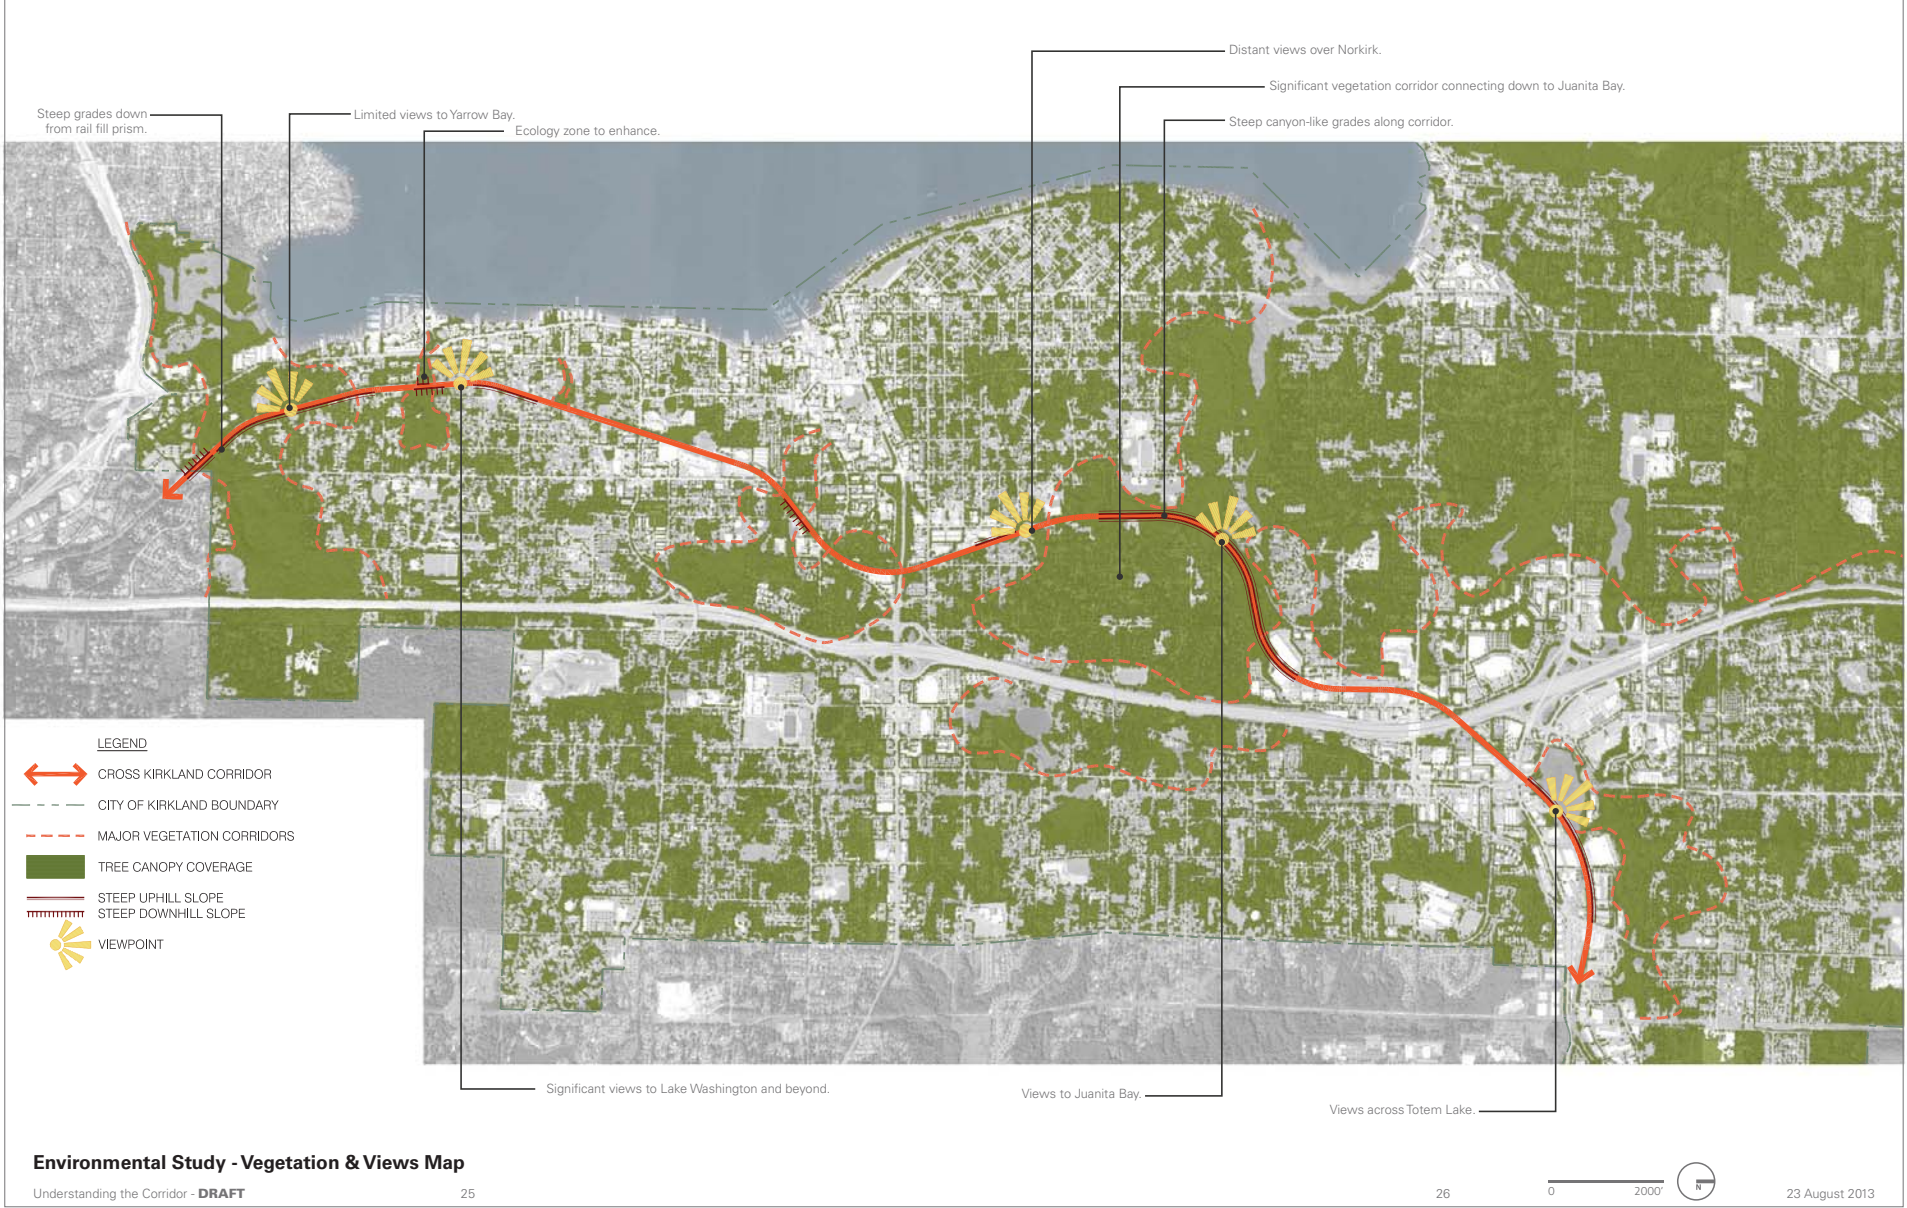 Distant views over Norkirk.
Significant vegetation corridor connecting down to Juanita Bay.
Steep grades down
from rail fill prism.
Limited views to Yarrow Bay.
Ecology zone to enhance.
Steep canyon-like grades along corridor.
LEGEND
CROSS KIRKLAND CORRIDOR
CITY OF KIRKLAND BOUNDARY
MAJOR VEGETATION CORRIDORS
TREE CANOPY COVERAGE
STEEP UPHILL SLOPE
STEEP DOWNHILL SLOPE
VIEWPOINT
Significant views to Lake Washington and beyond.
Views to Juanita Bay.
Views across Totem Lake.
Environmental Study - Vegetation & Views Map
Understanding the Corridor - DRAFT
25
26
0 2000'
N
23 August 2013